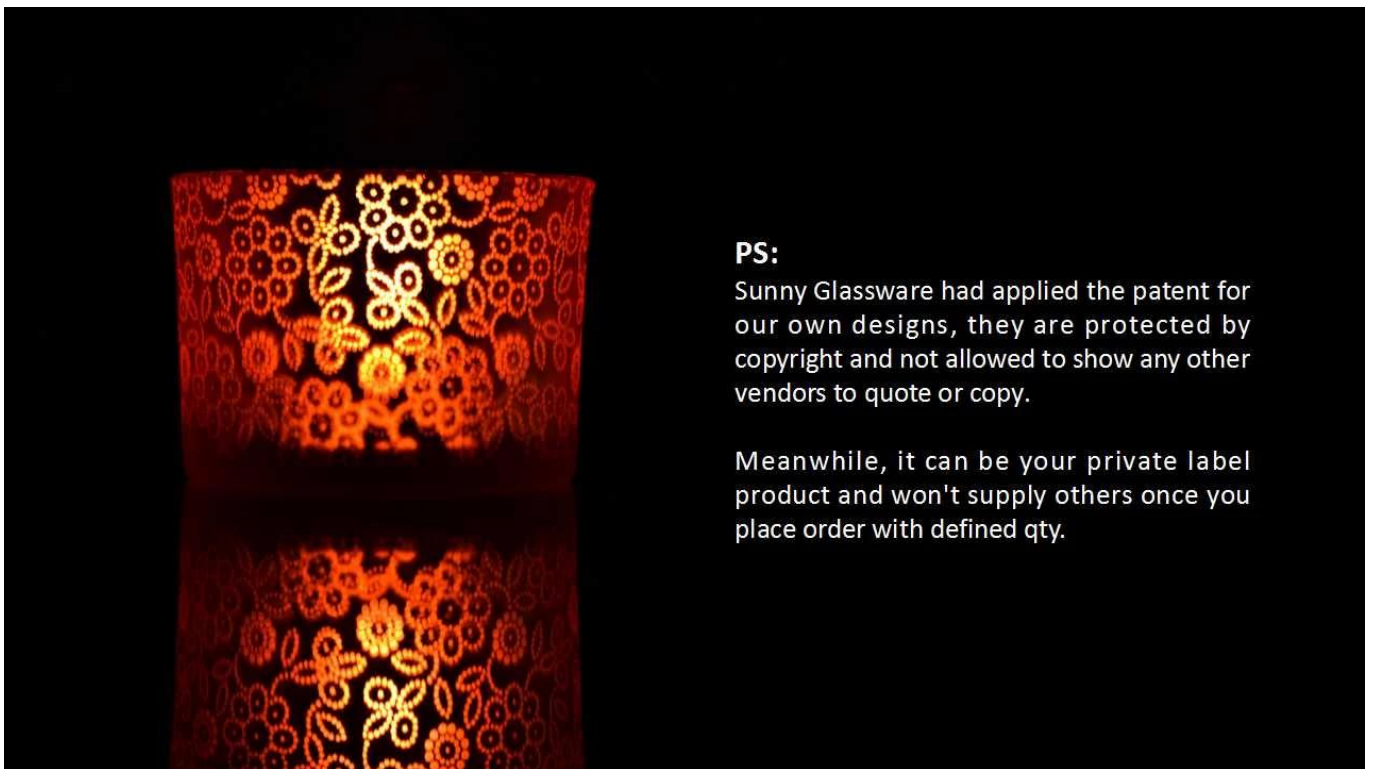 PS:
Sunny Glassware had applied the patent for
our own designs, they are protected by
copyright and not allowed to show any other
vendors to quote or copy.
Meanwhile, it can be your private label
product and won't supply others once you
place order with defined qty.